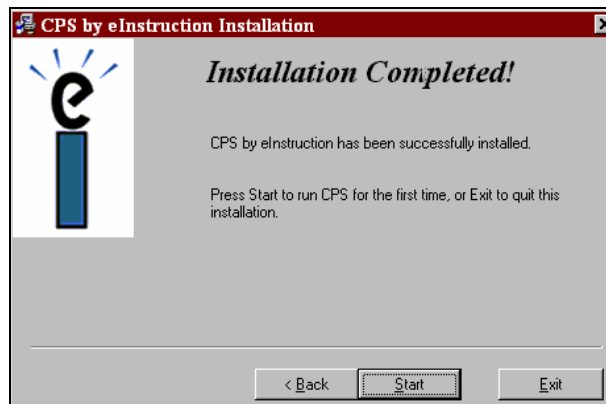 CPS by eInstruction Installation
ei
Installation Completed!
CPS by eInstruction has been successfully installed.
Press Start to run CPS for the first time, or Exit to quit this
installation.
< Back
Start
Exit